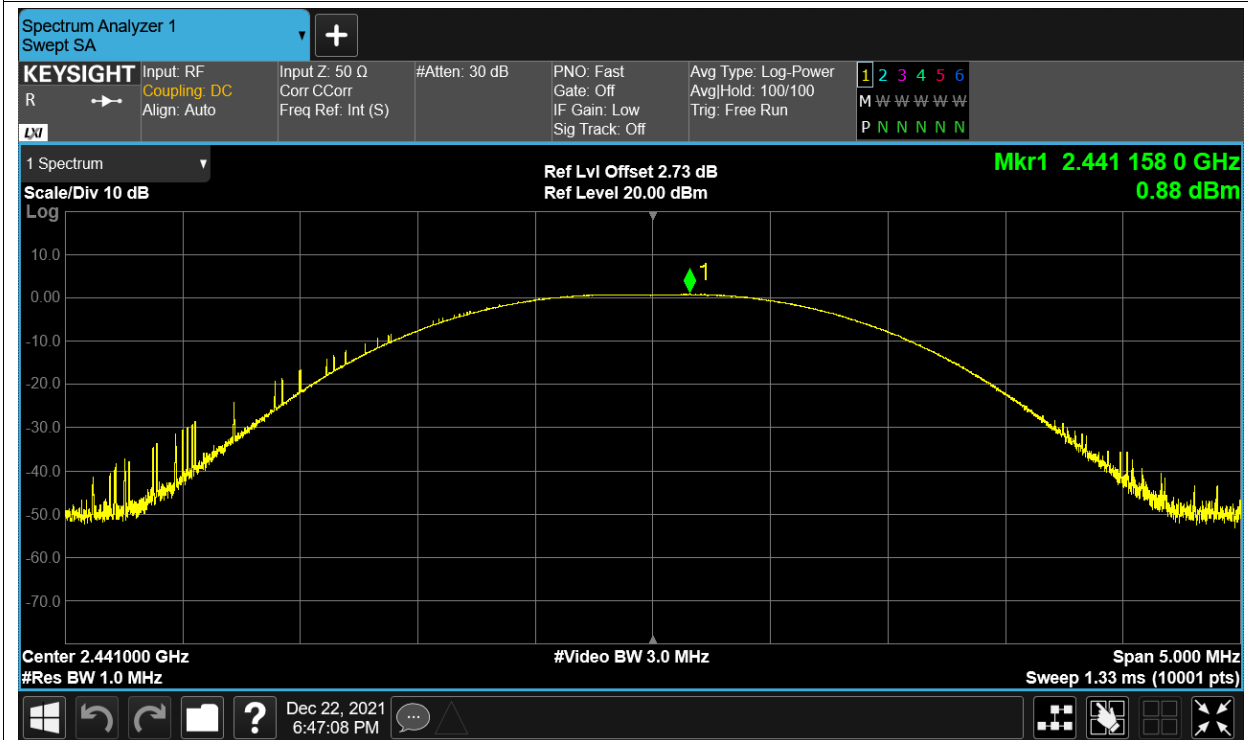 Spectrum Analyzer 1
Swept SA
+
KEYSIGHT
R
LXI
Input: RF
Coupling: DC
Align: Auto
Input Z: 50 Ω
Corr CCorr
Freq Ref: Int (S)
#Atten: 30 dB
PNO: Fast
Gate: Off
IF Gain: Low
Sig Track: Off
Avg Type: Log-Power
Avg|Hold: 100/100
Trig: Free Run
1 2 3 4 5 6
M W W W W W
P N N N N N
1 Spectrum
Scale/Div 10 dB
Log
Ref Lvl Offset 2.73 dB
Ref Level 20.00 dBm
Mkr1 2.441 158 0 GHz
0.88 dBm
1
10.0
0.00
-10.0
-20.0
-30.0
-40.0
-50.0
-60.0
-70.0
Center 2.441000 GHz
#Video BW 3.0 MHz
Span 5.000 MHz
#Res BW 1.0 MHz
Sweep 1.33 ms (10001 pts)
?
Dec 22, 2021
6:47:08 PM